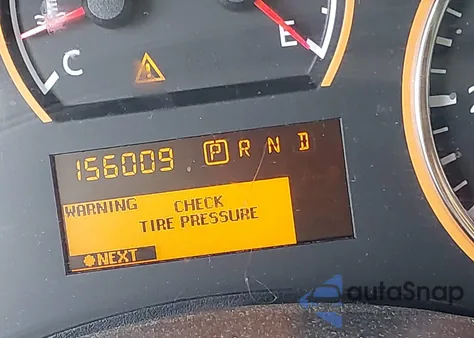 C
E
156009 P R N D
WARNING CHECK
TIRE PRESSURE
NEXT
autoSnap